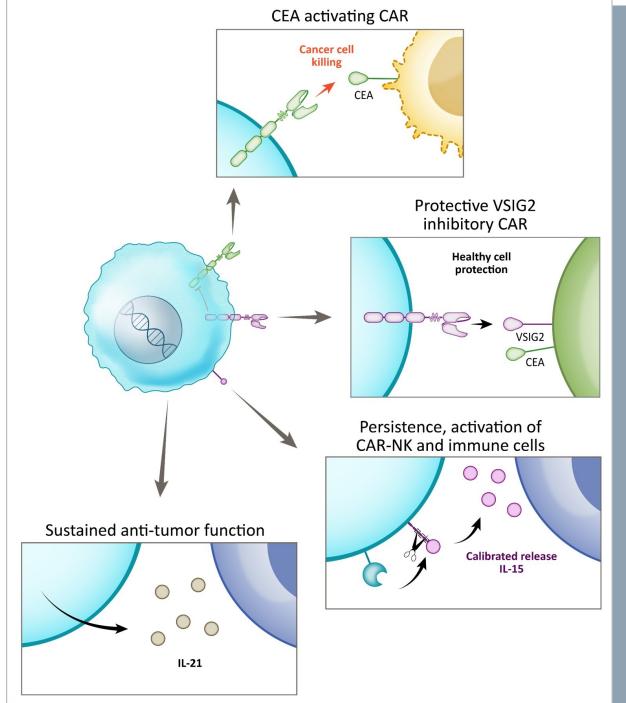 CEA activating CAR
Cancer cell
killing
CEA
Protective VSIG2
inhibitory CAR
Healthy cell
protection
VSIG2
CEA
Persistence, activation of
CAR-NK and immune cells
Calibrated release
IL-15
Sustained anti-tumor function
IL-21